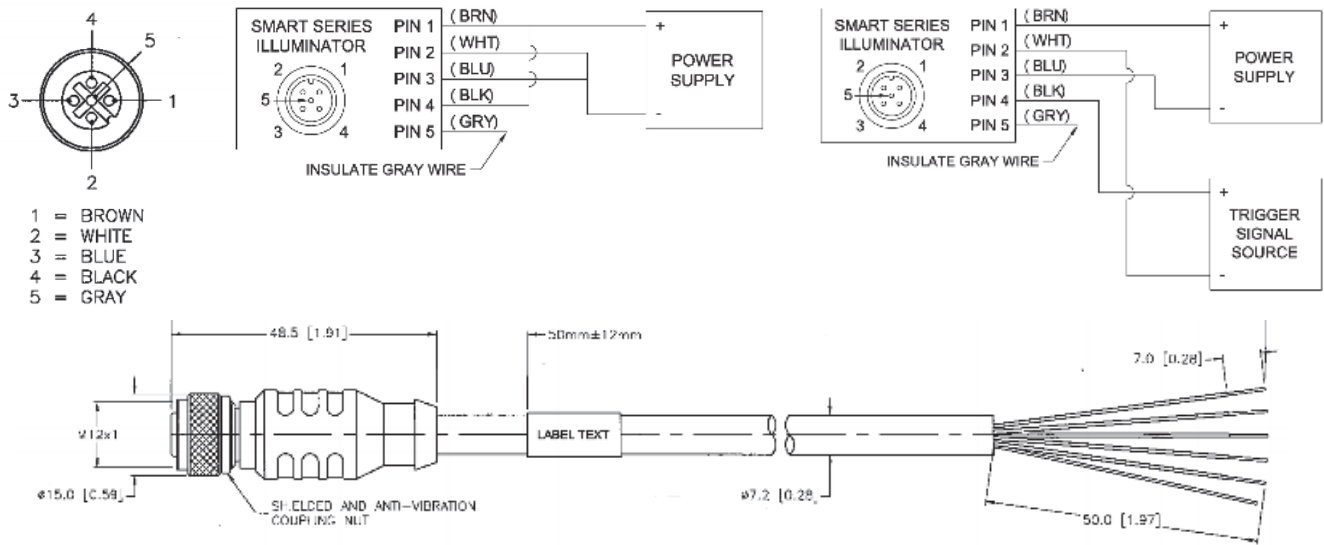 4
5
3
1
2
1 = BROWN
2 = WHITE
3 = BLUE
4 = BLACK
5 = GRAY
SMART SERIES
ILLUMINATOR
2
1
5
3
4
PIN 1
(BRN)
PIN 2
(WHT)
PIN 3
(BLU)
PIN 4
(BLK)
PIN 5
(GRY)
INSULATE GRAY WIRE
+
POWER
SUPPLY
-
SMART SERIES
ILLUMINATOR
2
1
5
3
4
PIN 1
(BRN)
PIN 2
(WHT)
PIN 3
(BLU)
PIN 4
(BLK)
PIN 5
(GRY)
INSULATE GRAY WIRE
+
POWER
SUPPLY
-
+
TRIGGER
SIGNAL
SOURCE
-
48.5 [1.91]
50mm±12mm
7.0 [0.28]
M12x1
LABEL TEXT
ø15.0 [0.59]
SHIELDED AND ANTI-VIBRATION
COUPLING NUT
ø7.2 [0.28]
50.0 [1.97]